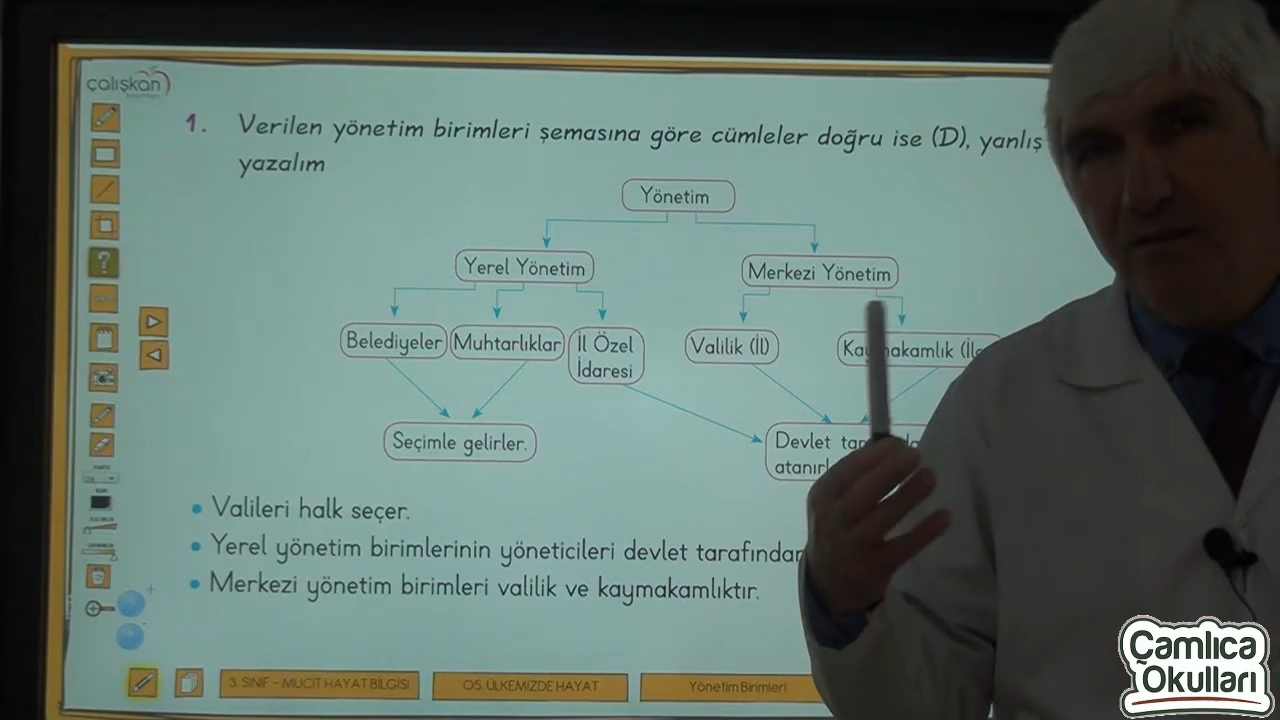 çalışkan
1. Verilen yönetim birimleri şemasına göre cümleler doğru ise (D), yanlış
yazalım
Yönetim
Yerel Yönetim
Merkezi Yönetim
Belediyeler
Muhtarlıklar
İl Özel
İdaresi
Valilik (İl)
Seçimle gelirler.
Devlet
• Valileri halk seçer.
• Yerel yönetim birimlerinin yöneticileri devlet
• Merkezi yönetim birimleri valilik ve kaymakamlıktır.
3. SINIF - MUCİT HAYAT BİLGİSİ
05. ÜLKEMİZDE HAYAT
Yönetim Birimleri
Çamlıca
Okulları